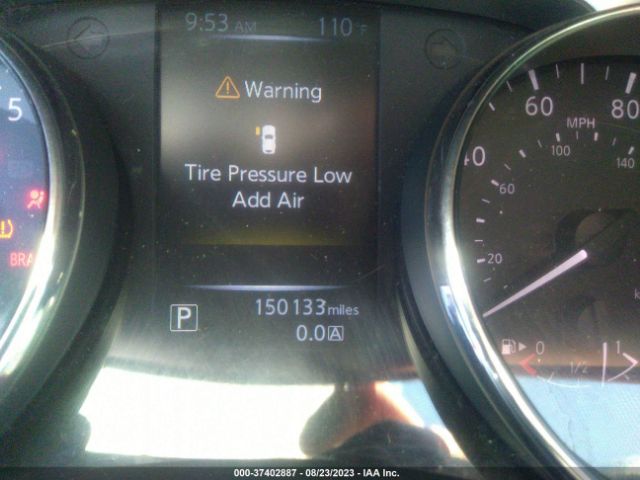 9:53 AM 110°F
Warning
Tire Pressure Low
Add Air
P 150133 miles
0.0 A
5
BRA
40 60 80
MPH
60 100 140
20
0 1/2 1
000-37402887 - 08/23/2023 - IAA Inc.